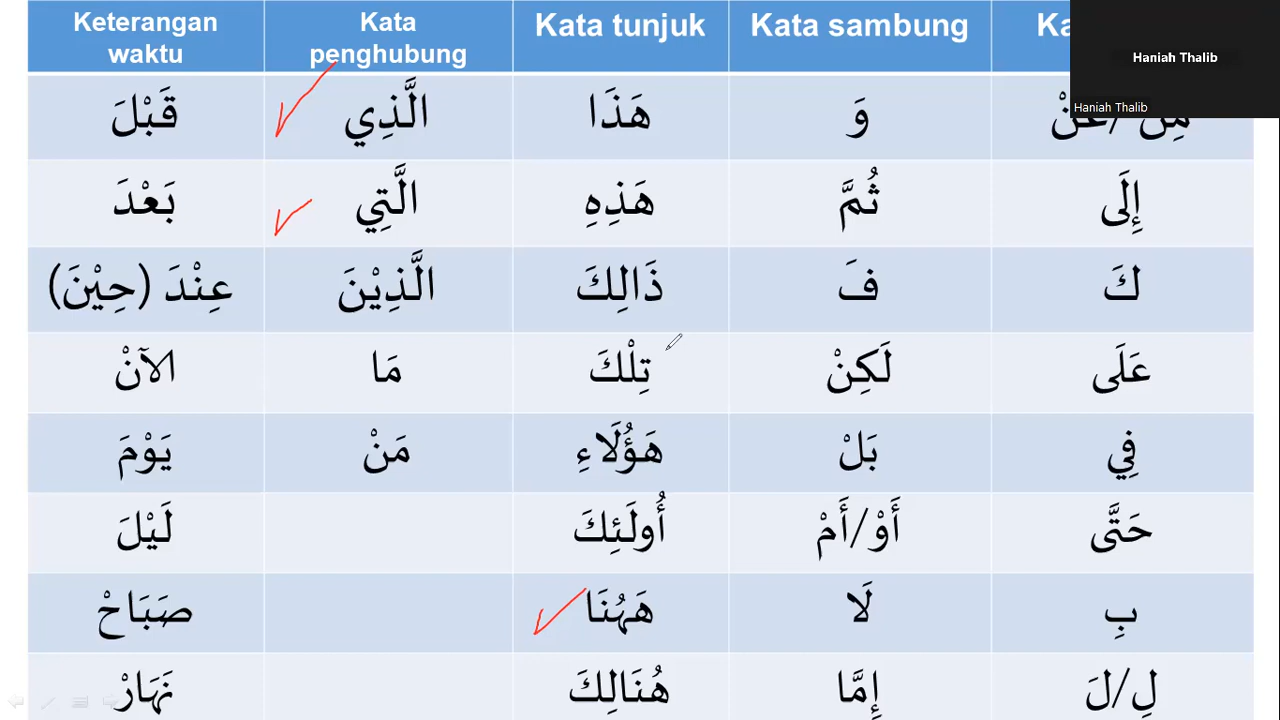 Keterangan waktu
Kata penghubung
Kata tunjuk
Kata sambung
Haniah Thalib
Haniah Thalib
قَبْلَ
الَّذِي
هَذَا
وَ
مِنْ/عَنْ
بَعْدَ
الَّتِي
هَذِهِ
ثُمَّ
إِلَى
عِنْدَ (حِيْنَ)
الَّذِيْنَ
ذَالِكَ
فَ
كَ
الآنْ
مَا
تِلْكَ
لَكِنْ
عَلَى
يَوْمَ
مَنْ
هَؤُلَاءِ
بَلْ
فِي
لَيْلَ
أُولَئِكَ
أَوْ/أَمْ
حَتَّى
صَبَاحْ
هَهُنَا
لَا
بِ
نَهَارْ
هُنَالِكَ
إِمَّا
لِ/لَ